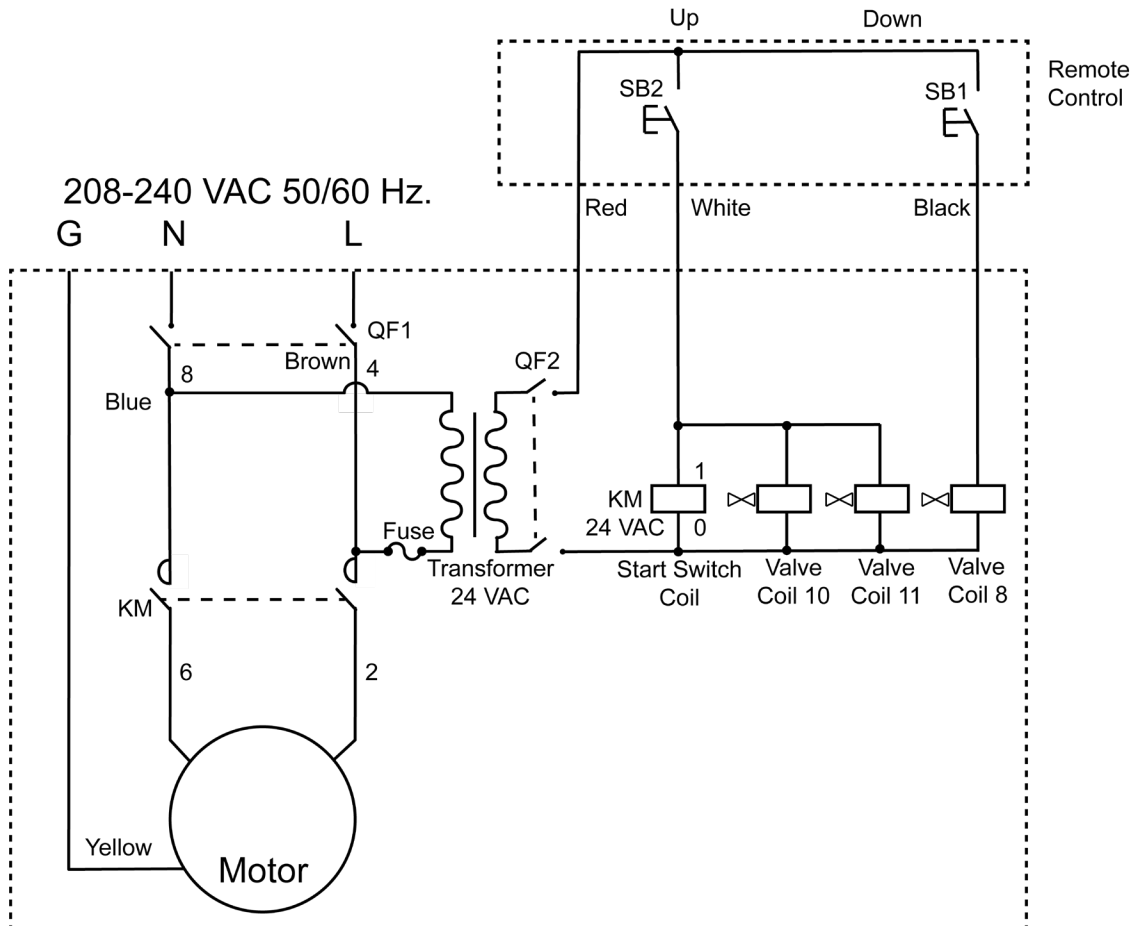 Up
Down
SB2
SB1
Remote
Control
208-240 VAC 50/60 Hz.
G
N
L
Red
White
Black
QF1
Brown
4
8
Blue
QF2
KM
24 VAC
1
0
Fuse
Transformer
24 VAC
Start Switch
Coil
Valve
Coil 10
Valve
Coil 11
Valve
Coil 8
KM
6
2
Yellow
Motor